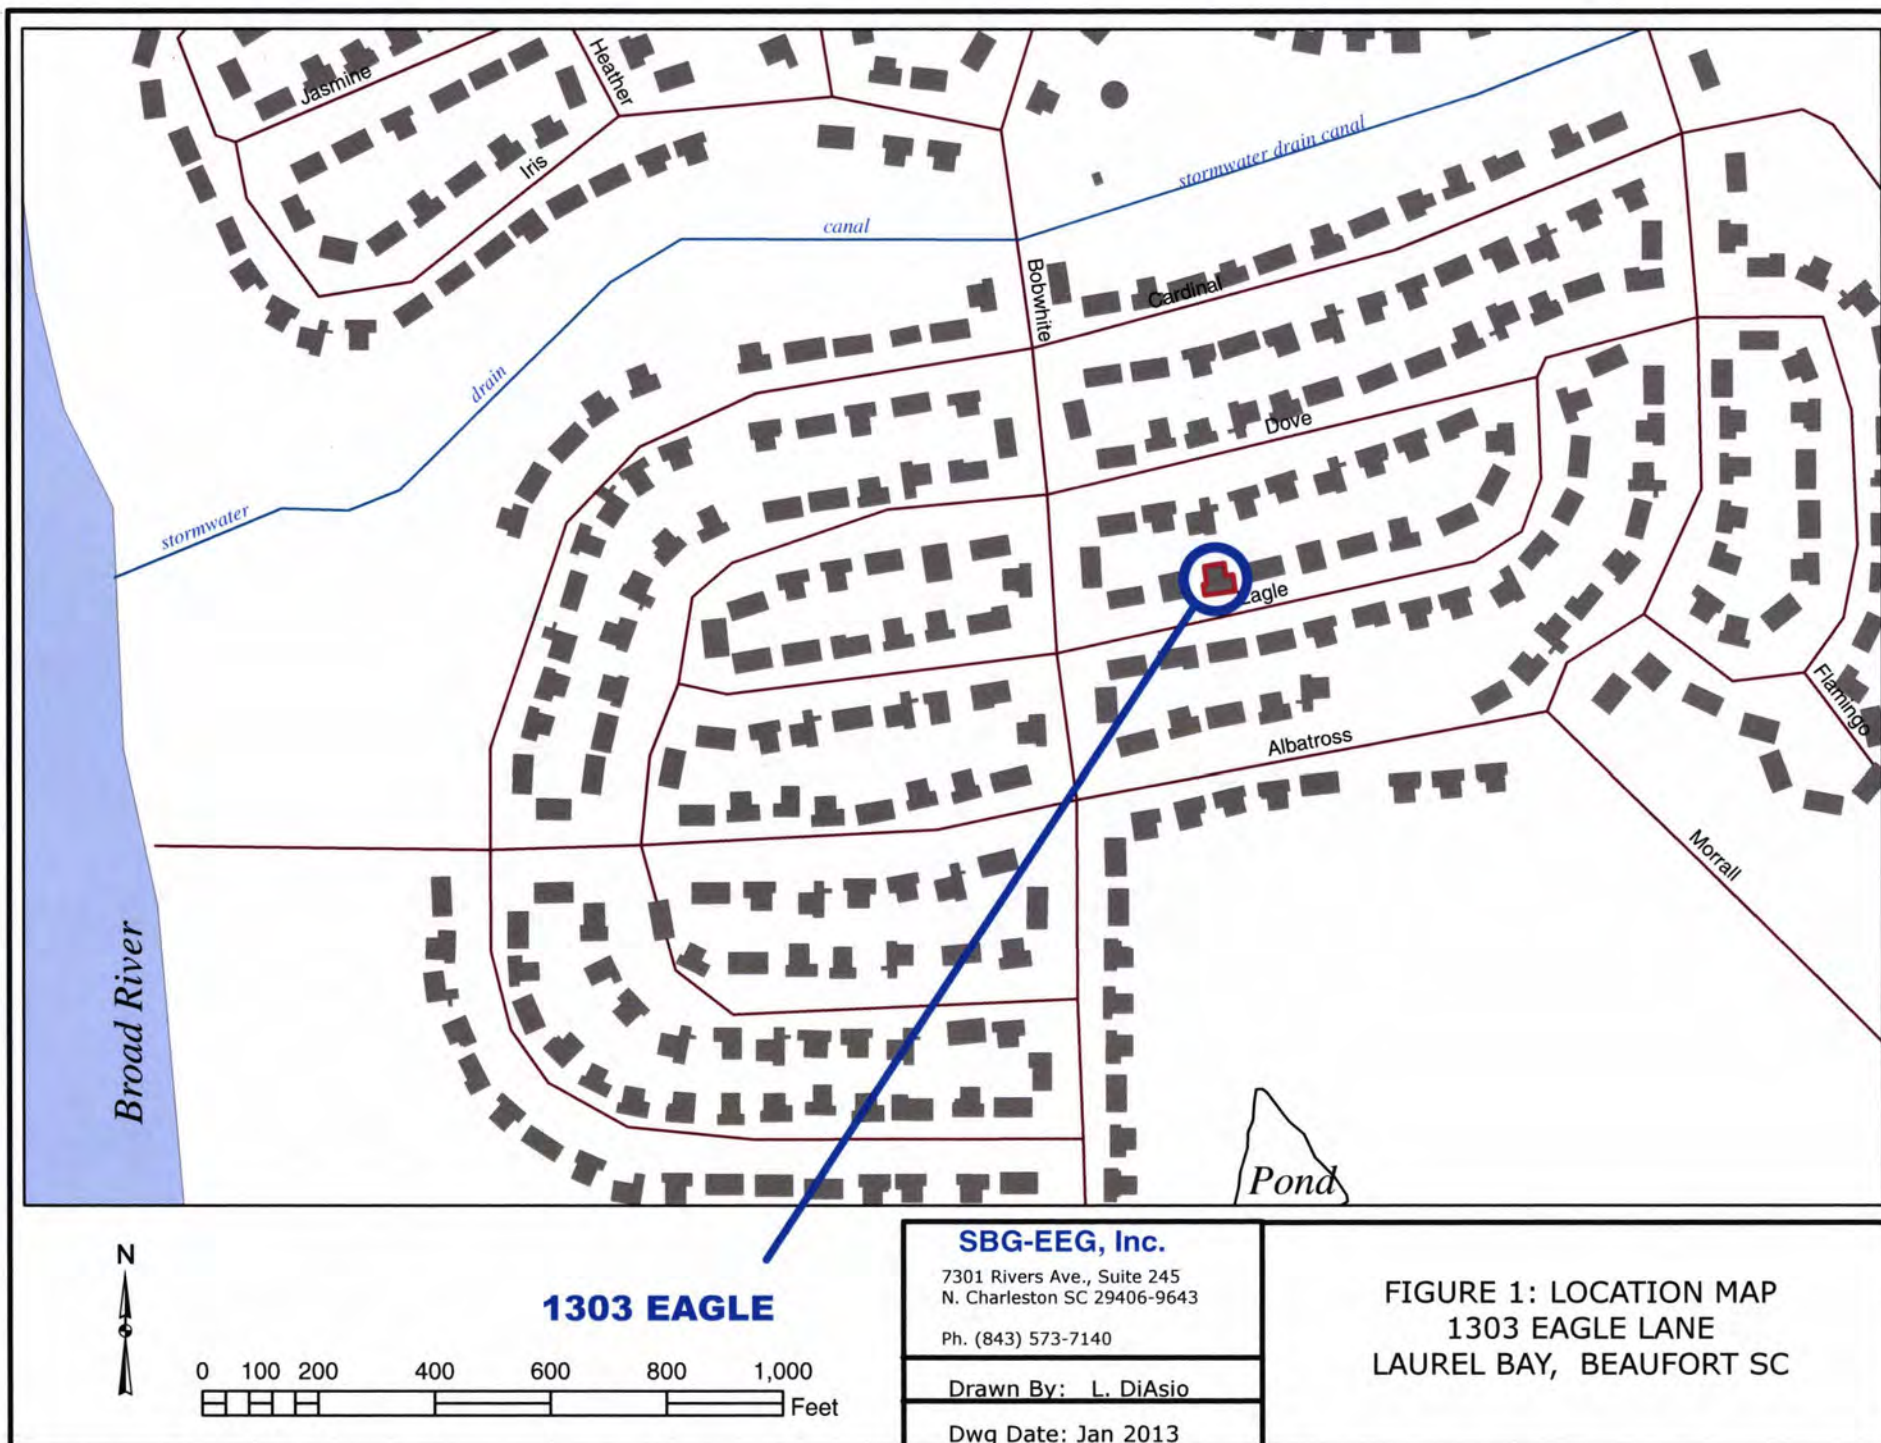 Jasmine
Heather
Iris
stormwater drain canal
canal
Bobwhite
Cardinal
drain
Dove
stormwater
Eagle
Flamingo
Albatross
Morrall
Broad River
Pond
N
1303 EAGLE
0 100 200 400 600 800 1,000
Feet
SBG-EEG, Inc.
7301 Rivers Ave., Suite 245
N. Charleston SC 29406-9643
Ph. (843) 573-7140
Drawn By: L. DiAsio
Dwg Date: Jan 2013
FIGURE 1: LOCATION MAP
1303 EAGLE LANE
LAUREL BAY, BEAUFORT SC